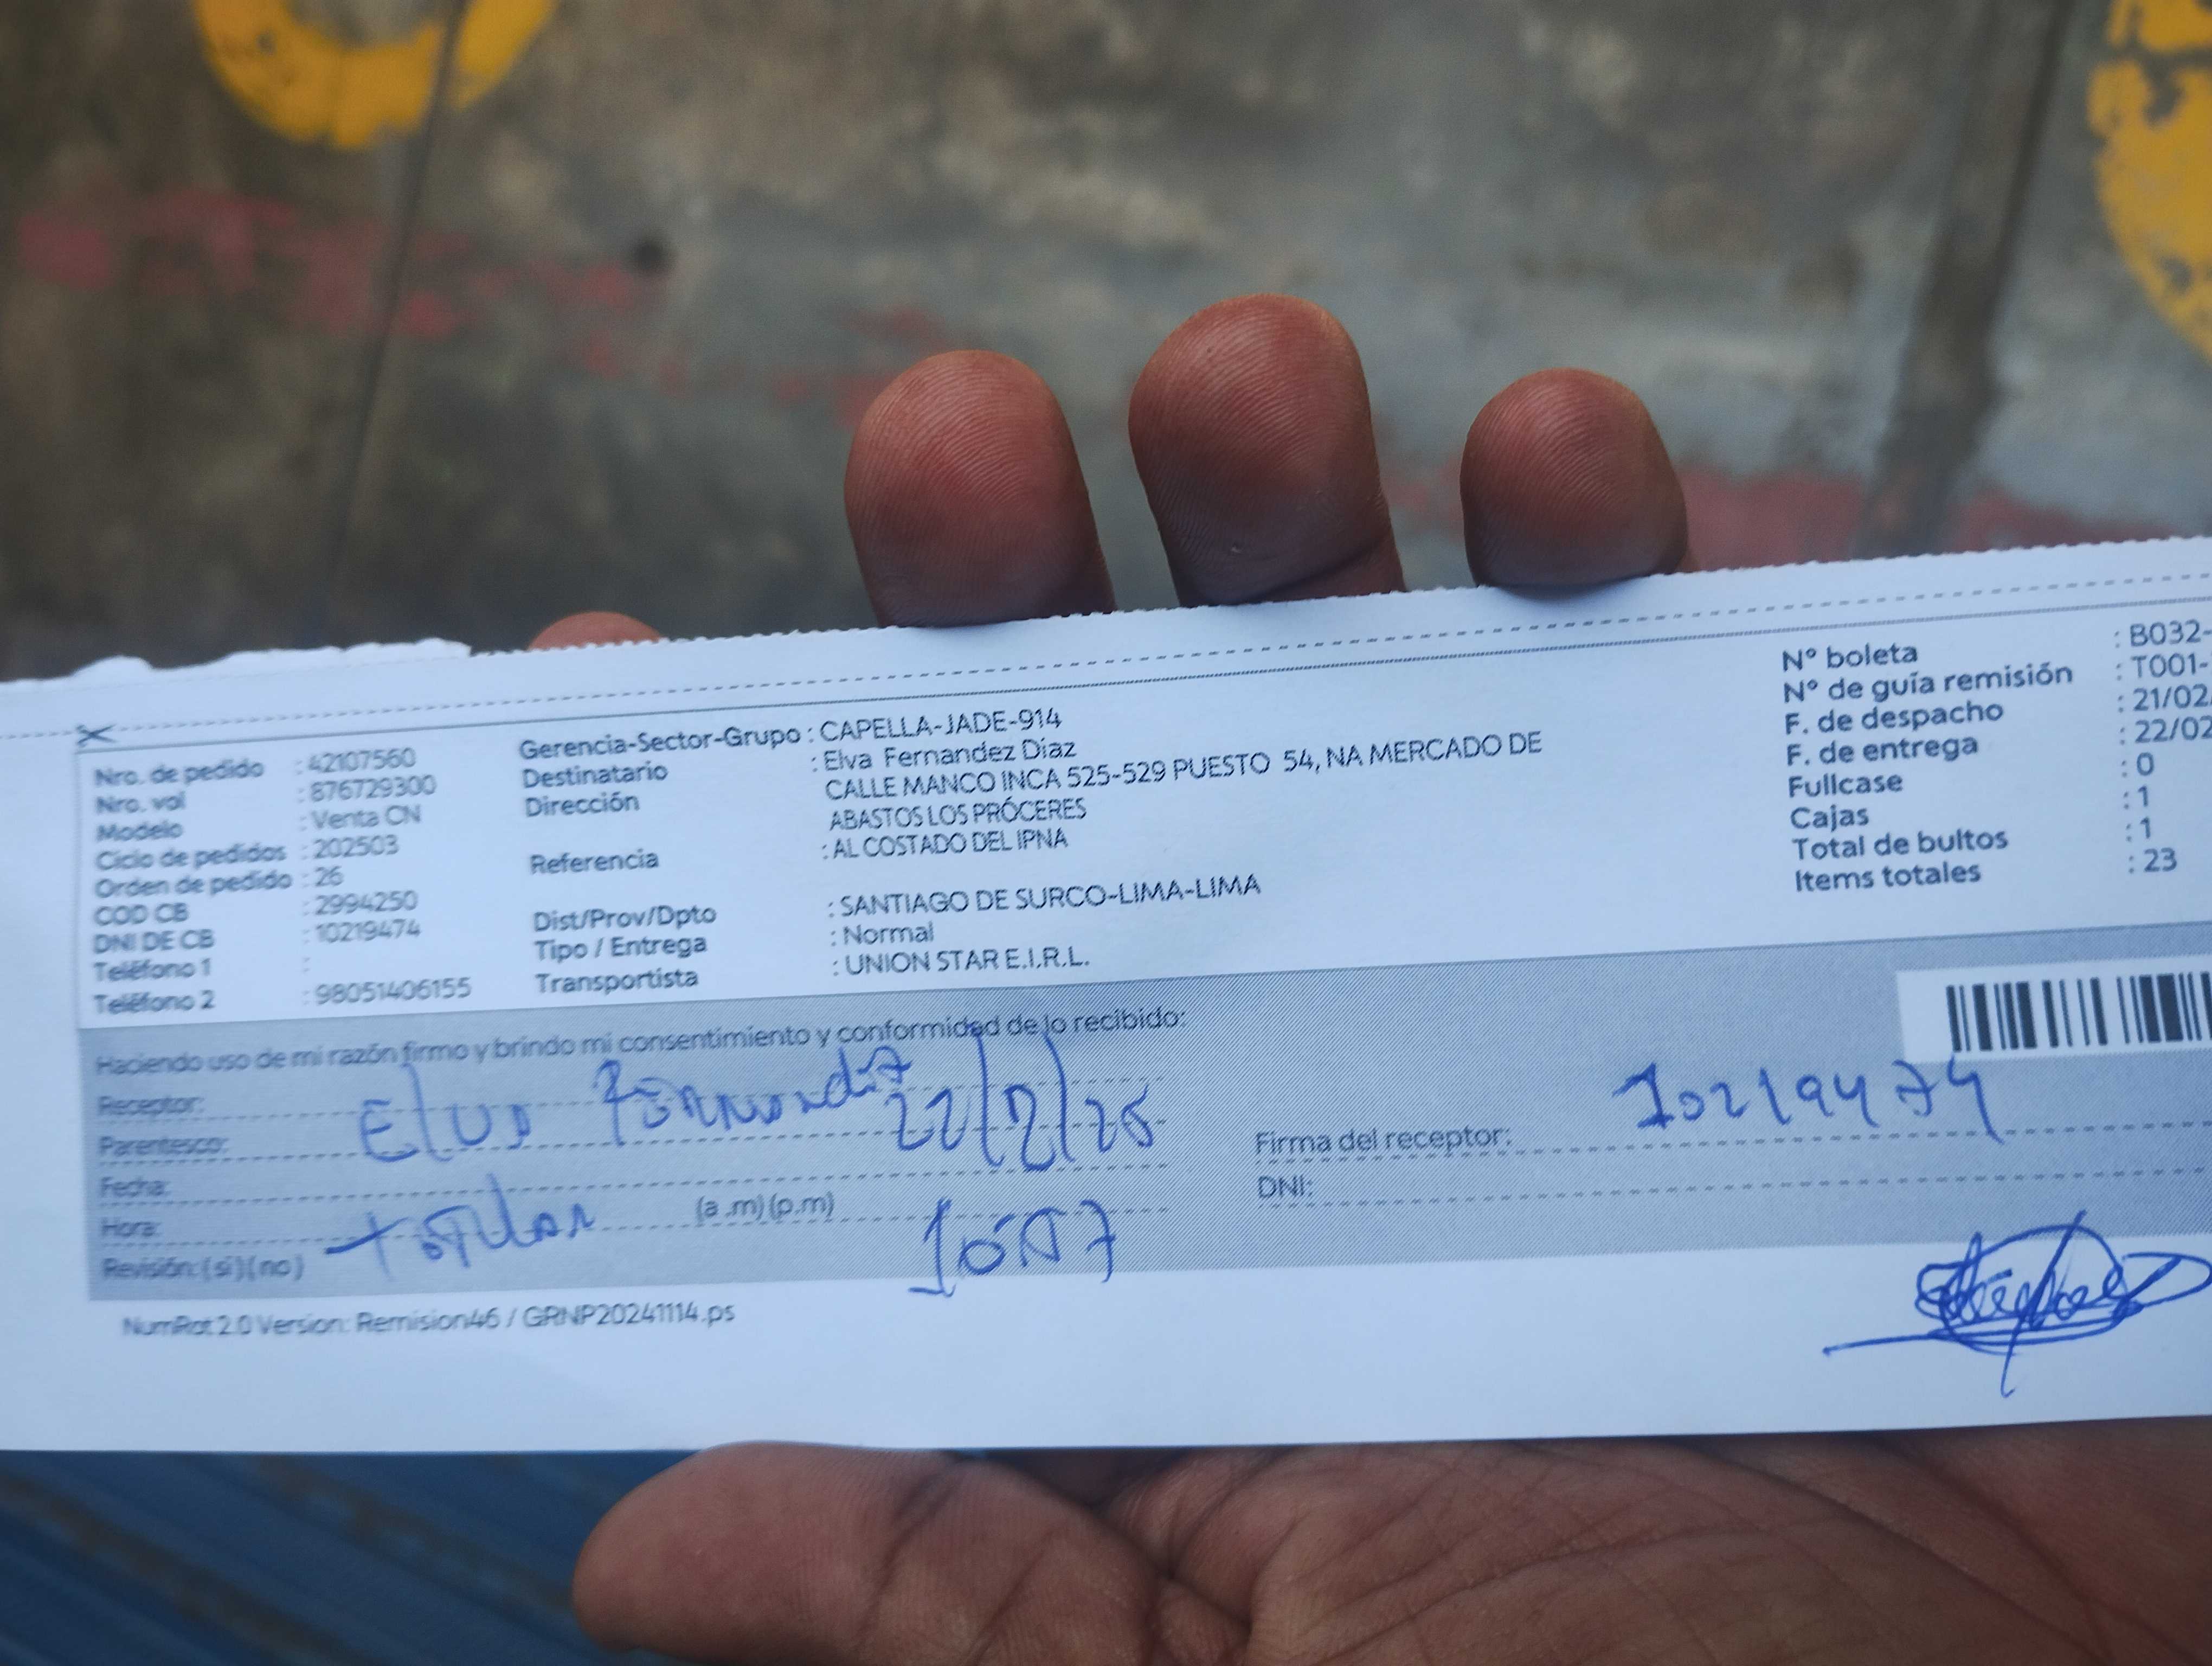 Nro. de pedido : 42107560
Nro. vol : 876729300
Modelo : Venta CN
Ciclo de pedidos : 202503
Orden de pedido : 26
COD CB : 2994250
DNI DE CB : 10219474
Teléfono 1 :
Teléfono 2 : 98051406155
Gerencia-Sector-Grupo : CAPELLA-JADE-914
Destinatario : Elva Fernandez Díaz
Dirección CALLE MANCO INCA 525-529 PUESTO 54, NA MERCADO DE
ABASTOS LOS PRÓCERES
Referencia : AL COSTADO DEL IPNA
Dist/Prov/Dpto : SANTIAGO DE SURCO-LIMA-LIMA
Tipo / Entrega : Normal
Transportista : UNION STAR E.I.R.L.
N° boleta : B032-
N° de guía remisión : T001-
F. de despacho : 21/02
F. de entrega : 22/02
Fullcase : 0
Cajas : 1
Total de bultos : 1
Items totales : 23
Haciendo uso de mi razón firmo y brindo mi consentimiento y conformidad de lo recibido:
Receptor:
Elva Fernandez 22/2/25
Parentesco:
Fecha:
Hora: (a .m) (p.m)
titular
Revisión: ( si ) ( no )
Firma del receptor:
10219474
DNI:
NumRot 2.0 Version: Remision46 / GRNP20241114.ps